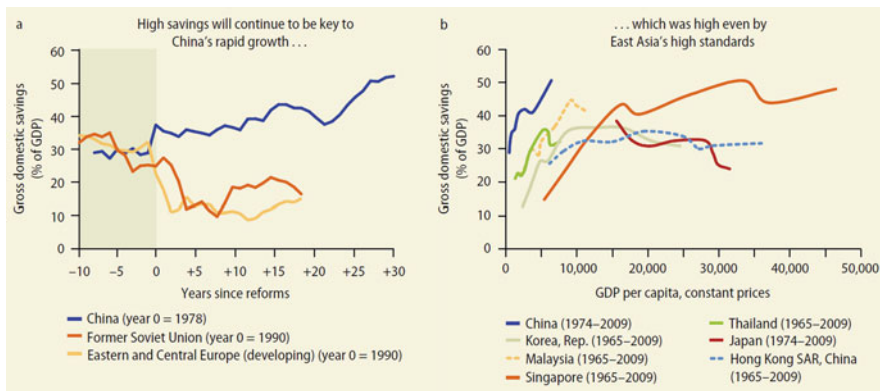 a
High savings will continue to be key to
China's rapid growth . . .
Gross domestic savings
(% of GDP)
60
50
40
30
20
10
0
–10
–5
0
+5
+10
+15
+20
+25
+30
Years since reforms
China (year 0 = 1978)
Former Soviet Union (year 0 = 1990)
Eastern and Central Europe (developing) (year 0 = 1990)
b
. . . which was high even by
East Asia's high standards
Gross domestic savings
(% of GDP)
60
50
40
30
20
10
0
0
10,000
20,000
30,000
40,000
50,000
GDP per capita, constant prices
China (1974–2009)
Korea, Rep. (1965–2009)
Malaysia (1965–2009)
Singapore (1965–2009)
Thailand (1965–2009)
Japan (1974–2009)
Hong Kong SAR, China
(1965–2009)